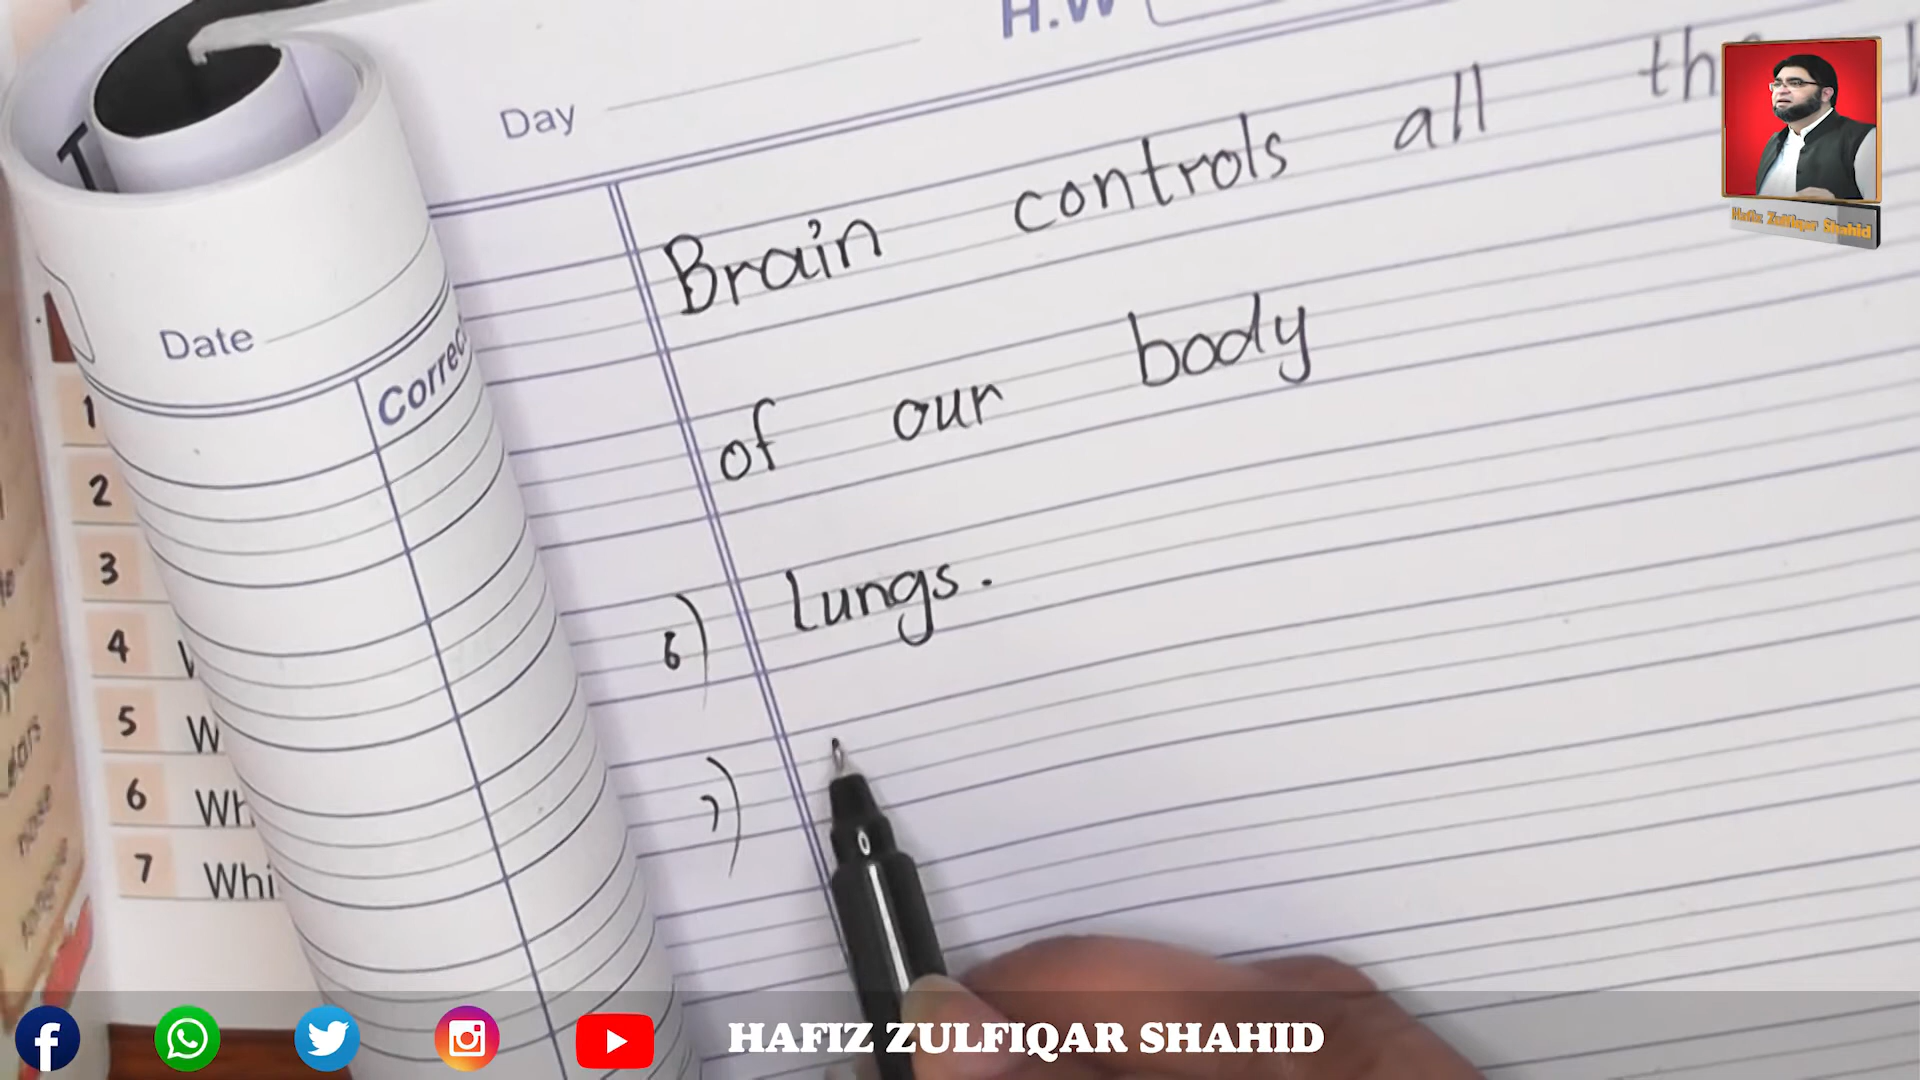 H.W
Day
Brain controls all
of our body
6) Lungs.
7)
Date
Correc
1
2
3
4
5 W
6 Wh
7 Whi
Hafiz Zulfiqar Shahid
HAFIZ ZULFIQAR SHAHID